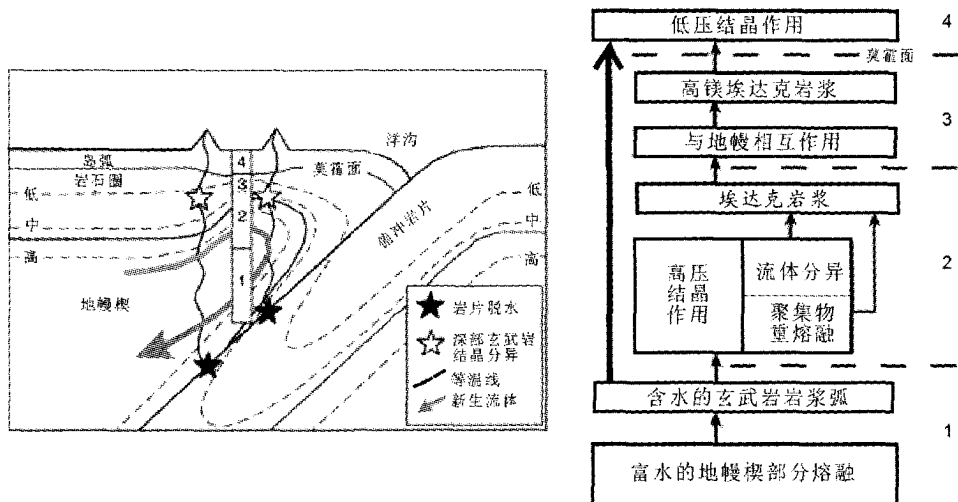 洋沟
岛弧
岩石圈
莫霍面
低
中
高
4
3
2
1
俯冲岩片
低
中
高
地幔楔
岩片脱水
深部玄武岩
结晶分异
等温线
新生流体
低压结晶作用
4
莫霍面
高镁埃达克岩浆
3
与地幔相互作用
埃达克岩浆
高压
结晶
作用
流体分异
聚集物
重熔融
2
含水的玄武岩岩浆弧
1
富水的地幔楔部分熔融